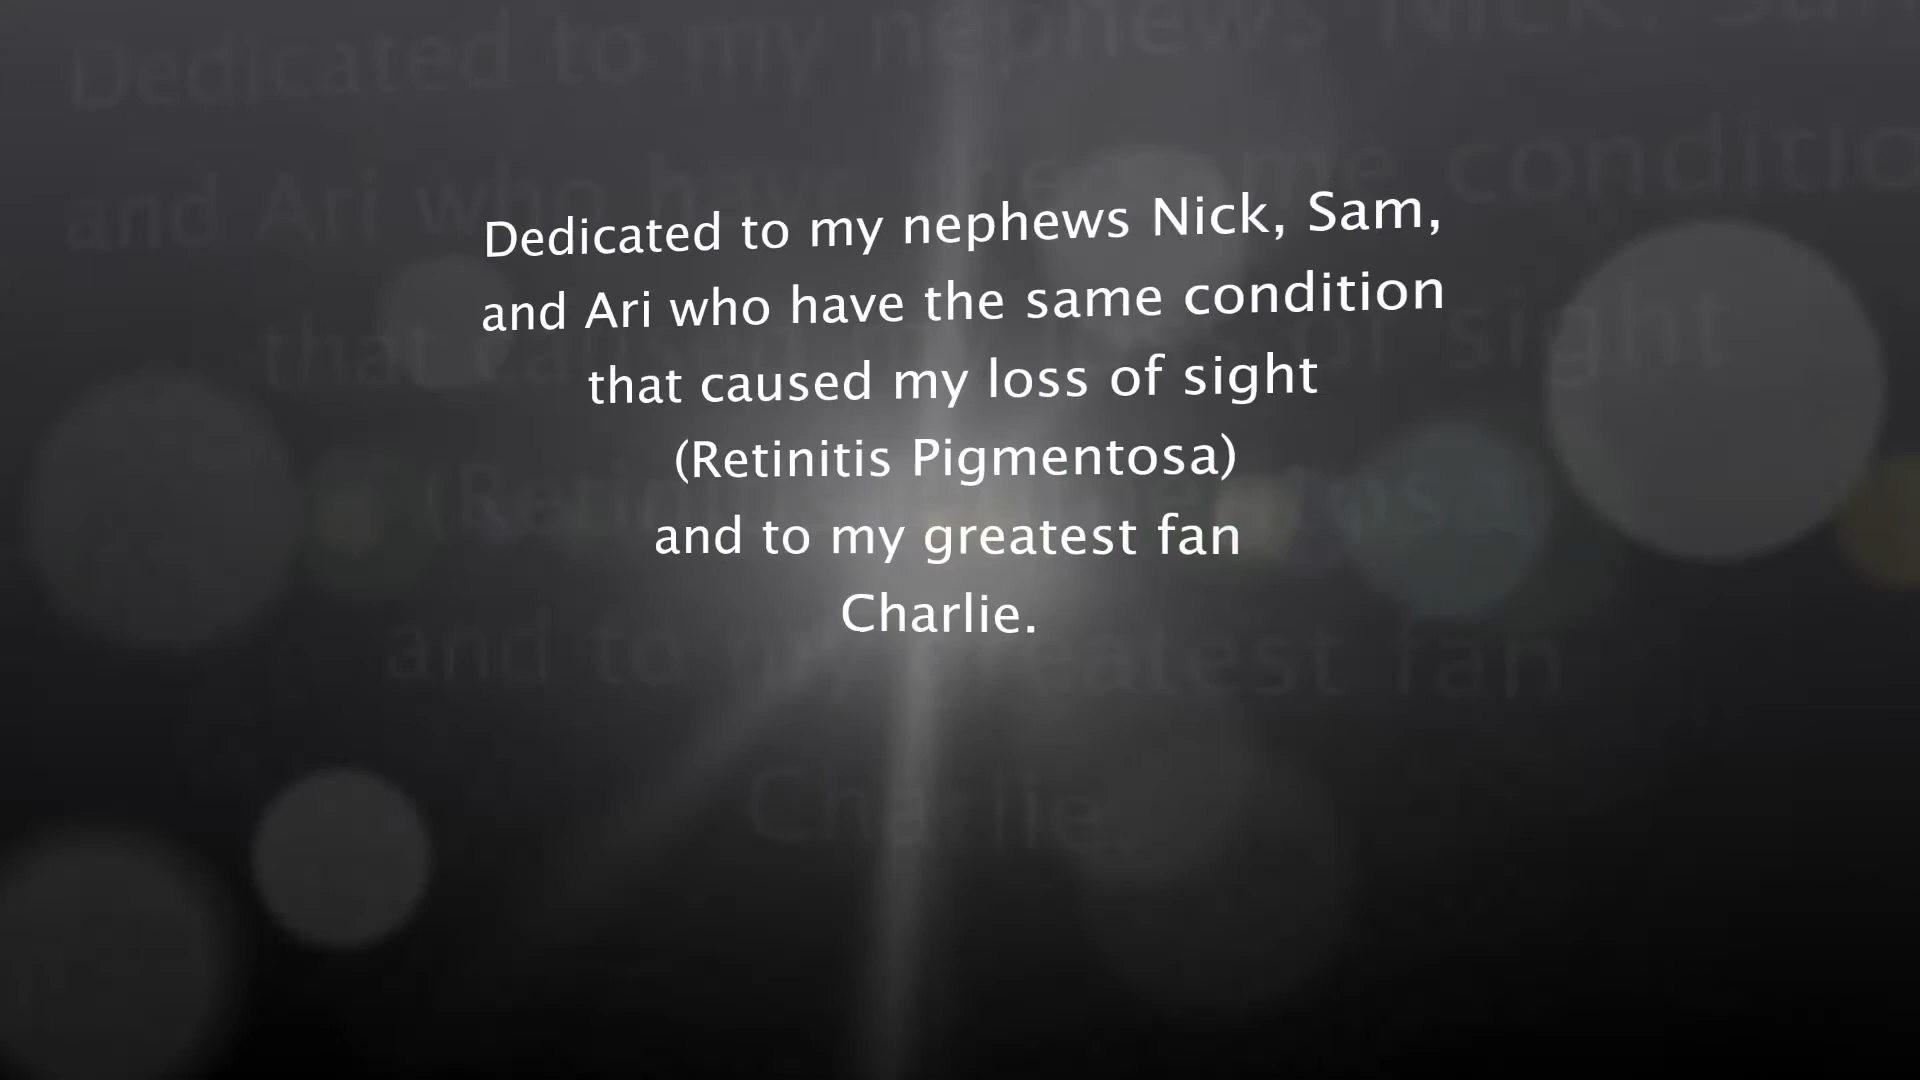 Dedicated to my nephews Nick, Sam,
and Ari who have the same condition
that caused my loss of sight
(Retinitis Pigmentosa)
and to my greatest fan
Charlie.